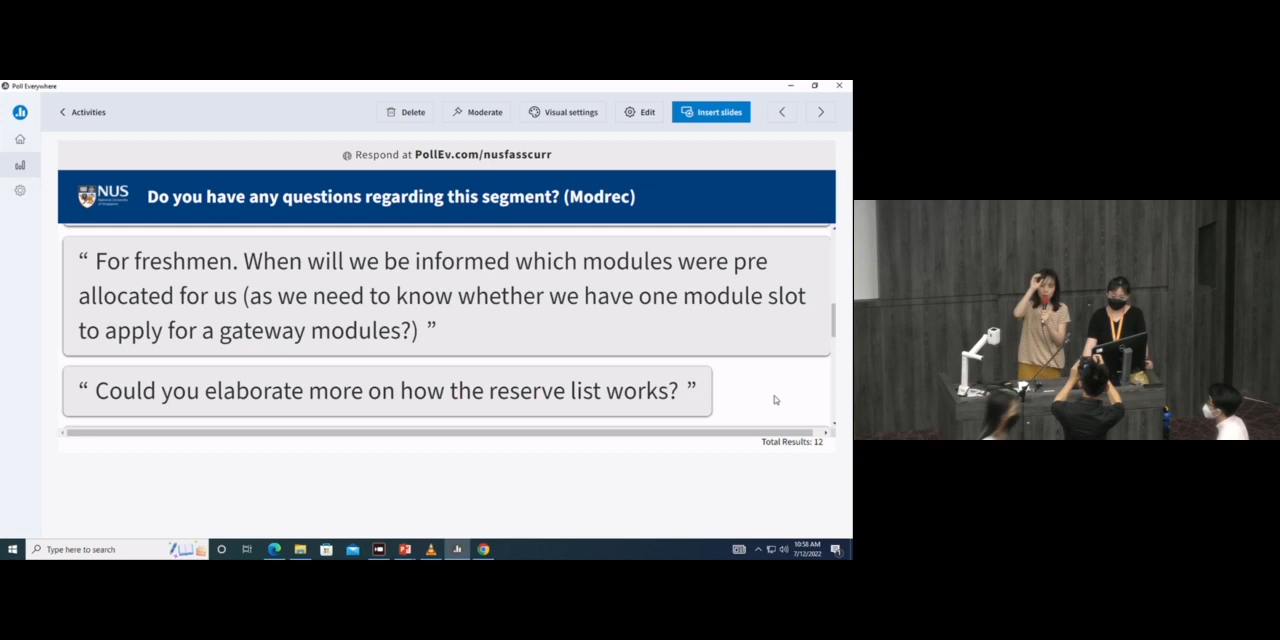 Poll Everywhere
Activities
Delete
Moderate
Visual settings
Edit
Insert slides
Respond at PollEv.com/nusfasscurr
NUS
National University
of Singapore
Do you have any questions regarding this segment? (Modrec)
“ For freshmen. When will we be informed which modules were pre
allocated for us (as we need to know whether we have one module slot
to apply for a gateway modules?) ”
“ Could you elaborate more on how the reserve list works? ”
Total Results: 12
Type here to search
10:58 AM
7/12/2022